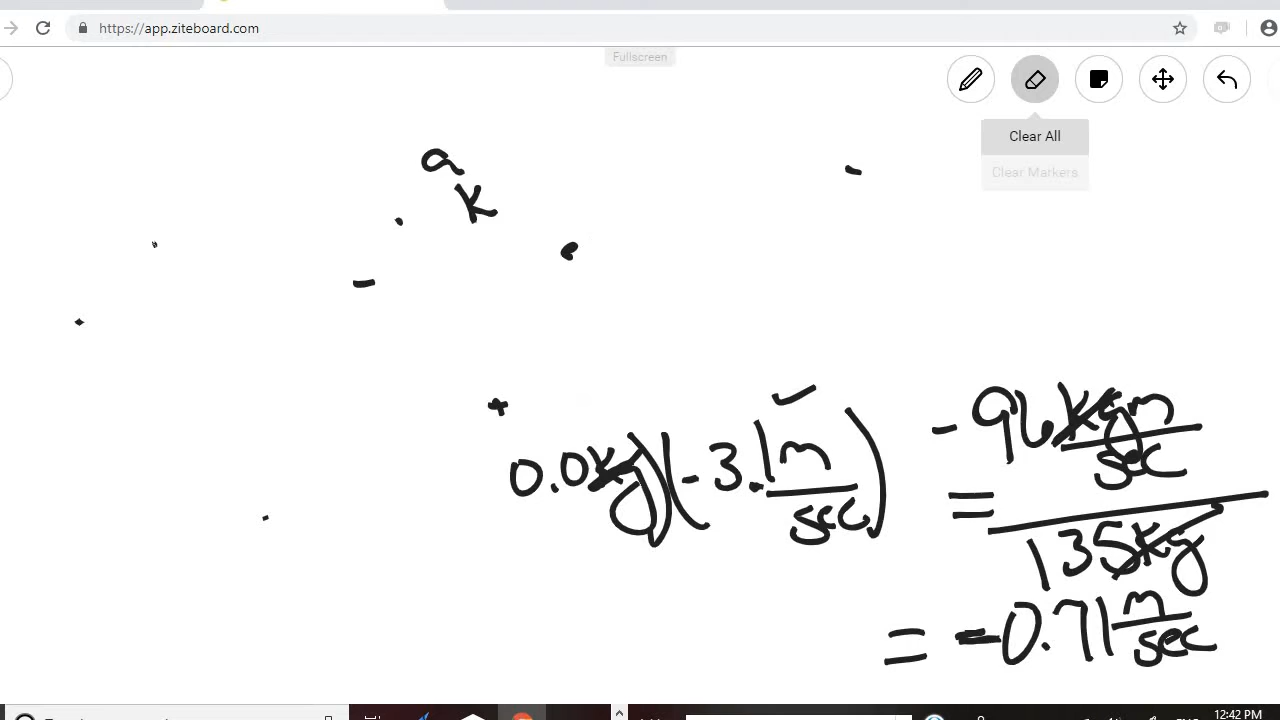 https://app.ziteboard.com
Fullscreen
Clear All
Clear Markers
a
k
0.0kg)(-3.1 m/sec)
= -96 kg m/sec / 135 kg
= -0.71 m/sec
12:42 PM